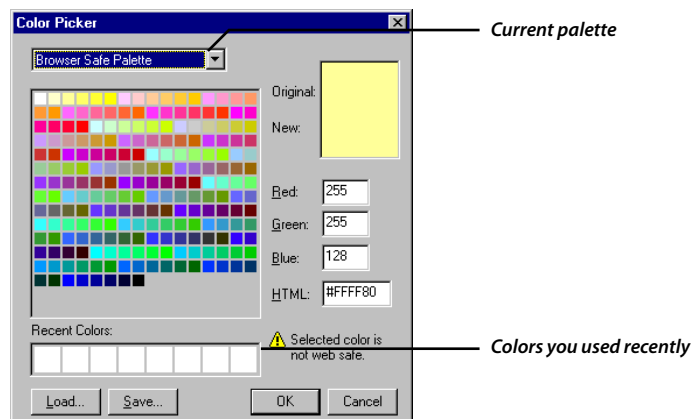 Color Picker
Current palette
Browser Safe Palette
Original:
New:
Red: 255
Green: 255
Blue: 128
HTML: #FFFF80
Recent Colors:
Selected color is
not web safe.
Colors you used recently
Load... Save... OK Cancel